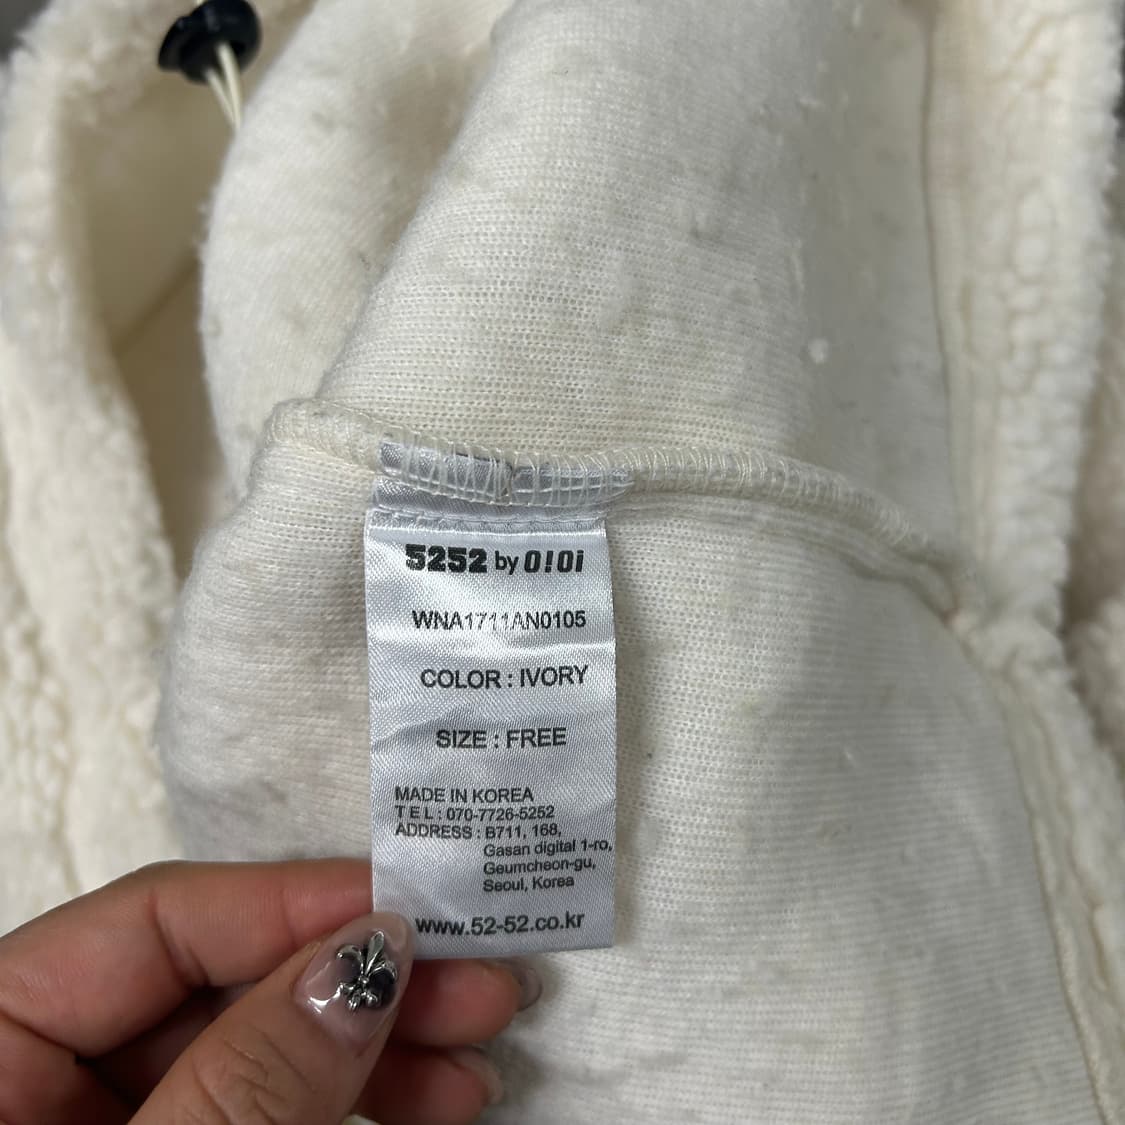 5252 by O!Oi
WNA1711AN0105
COLOR : IVORY
SIZE : FREE
MADE IN KOREA
T E L : 070-7726-5252
ADDRESS : B711, 168,
Gasan digital 1-ro,
Geumcheon-gu,
Seoul, Korea
www.52-52.co.kr